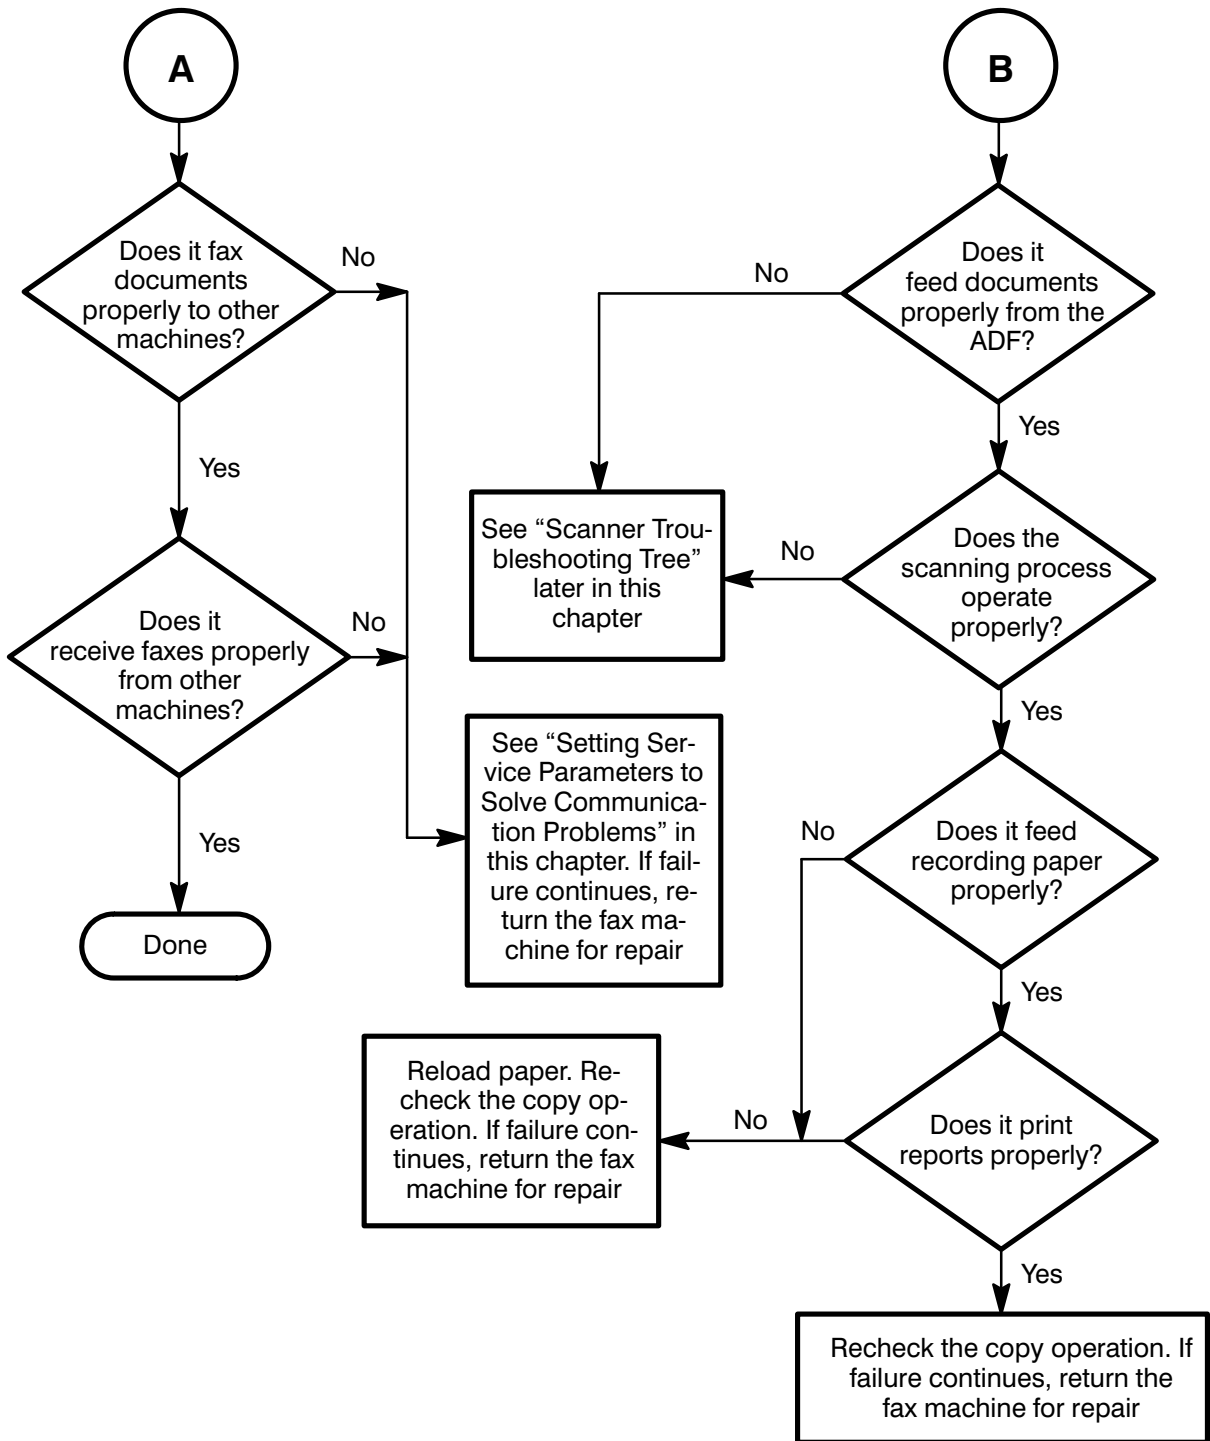 A
Does it fax
documents
properly to other
machines?
No
Yes
Does it
receive faxes properly
from other
machines?
No
Yes
Done
See “Setting Ser-
vice Parameters to
Solve Communica-
tion Problems” in
this chapter. If fail-
ure continues, re-
turn the fax ma-
chine for repair
B
Does it
feed documents
properly from the
ADF?
No
Yes
See “Scanner Trou-
bleshooting Tree”
later in this
chapter
Does the
scanning process
operate
properly?
No
Yes
Does it feed
recording paper
properly?
No
Yes
Does it print
reports properly?
No
Reload paper. Re-
check the copy op-
eration. If failure con-
tinues, return the fax
machine for repair
Yes
Recheck the copy operation. If
failure continues, return the
fax machine for repair